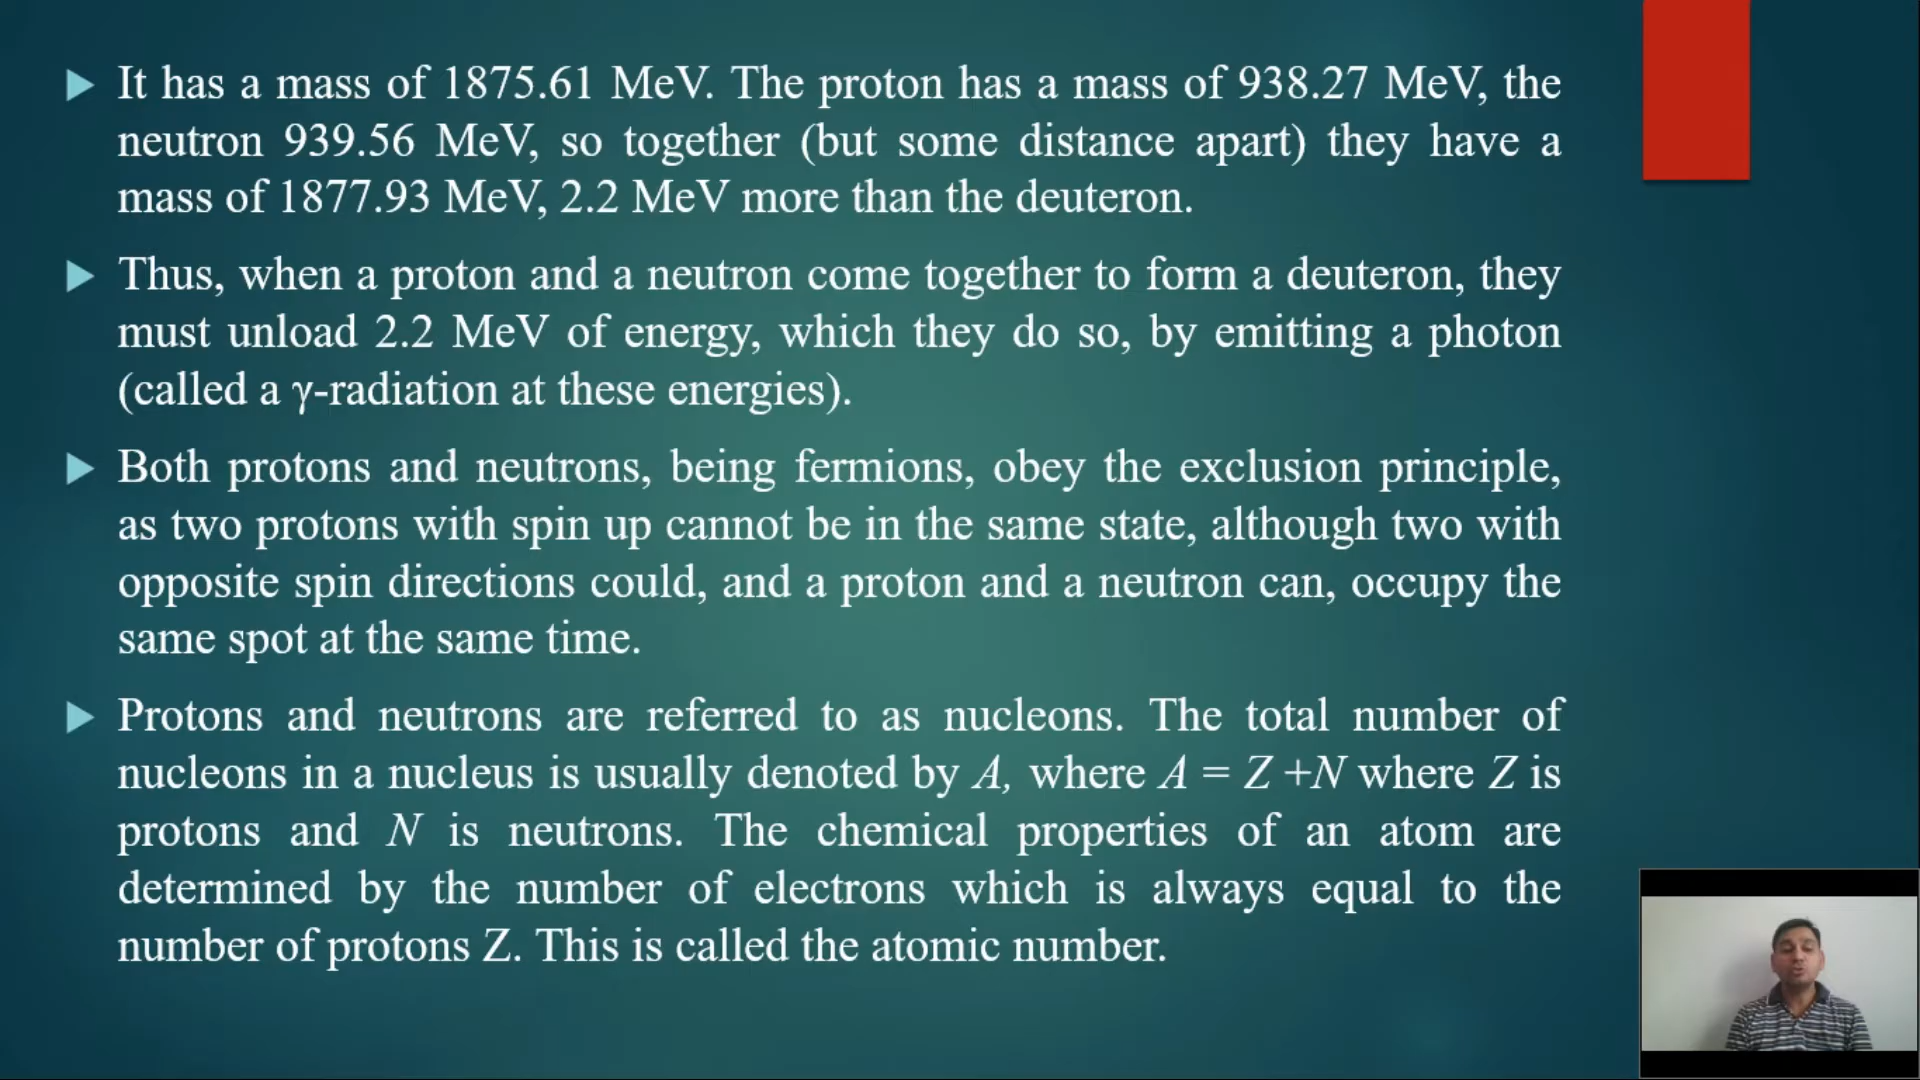 It has a mass of 1875.61 MeV. The proton has a mass of 938.27 MeV, the
neutron 939.56 MeV, so together (but some distance apart) they have a
mass of 1877.93 MeV, 2.2 MeV more than the deuteron.
Thus, when a proton and a neutron come together to form a deuteron, they
must unload 2.2 MeV of energy, which they do so, by emitting a photon
(called a γ-radiation at these energies).
Both protons and neutrons, being fermions, obey the exclusion principle,
as two protons with spin up cannot be in the same state, although two with
opposite spin directions could, and a proton and a neutron can, occupy the
same spot at the same time.
Protons and neutrons are referred to as nucleons. The total number of
nucleons in a nucleus is usually denoted by A, where A = Z +N where Z is
protons and N is neutrons. The chemical properties of an atom are
determined by the number of electrons which is always equal to the
number of protons Z. This is called the atomic number.